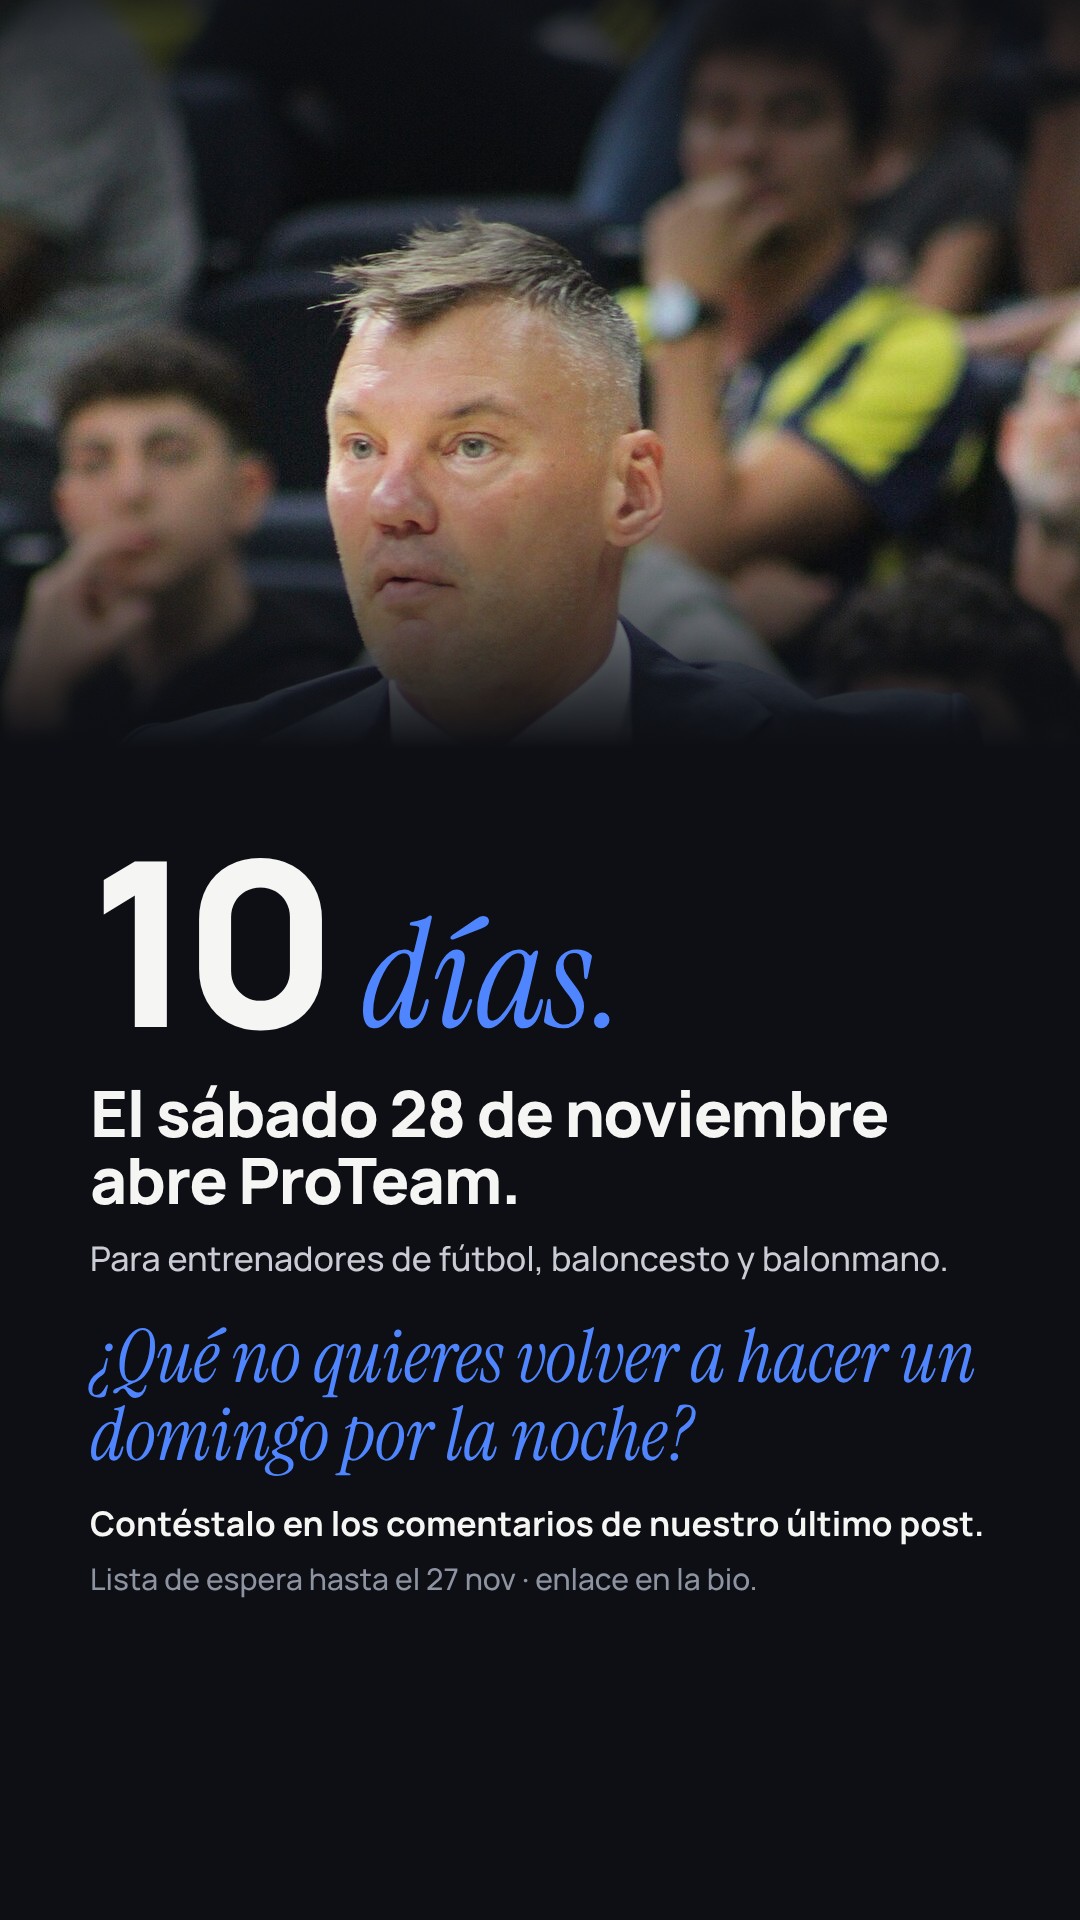 10 días.
El sábado 28 de noviembre
abre ProTeam.
Para entrenadores de fútbol, baloncesto y balonmano.
¿Qué no quieres volver a hacer un
domingo por la noche?
Contéstalo en los comentarios de nuestro último post.
Lista de espera hasta el 27 nov · enlace en la bio.